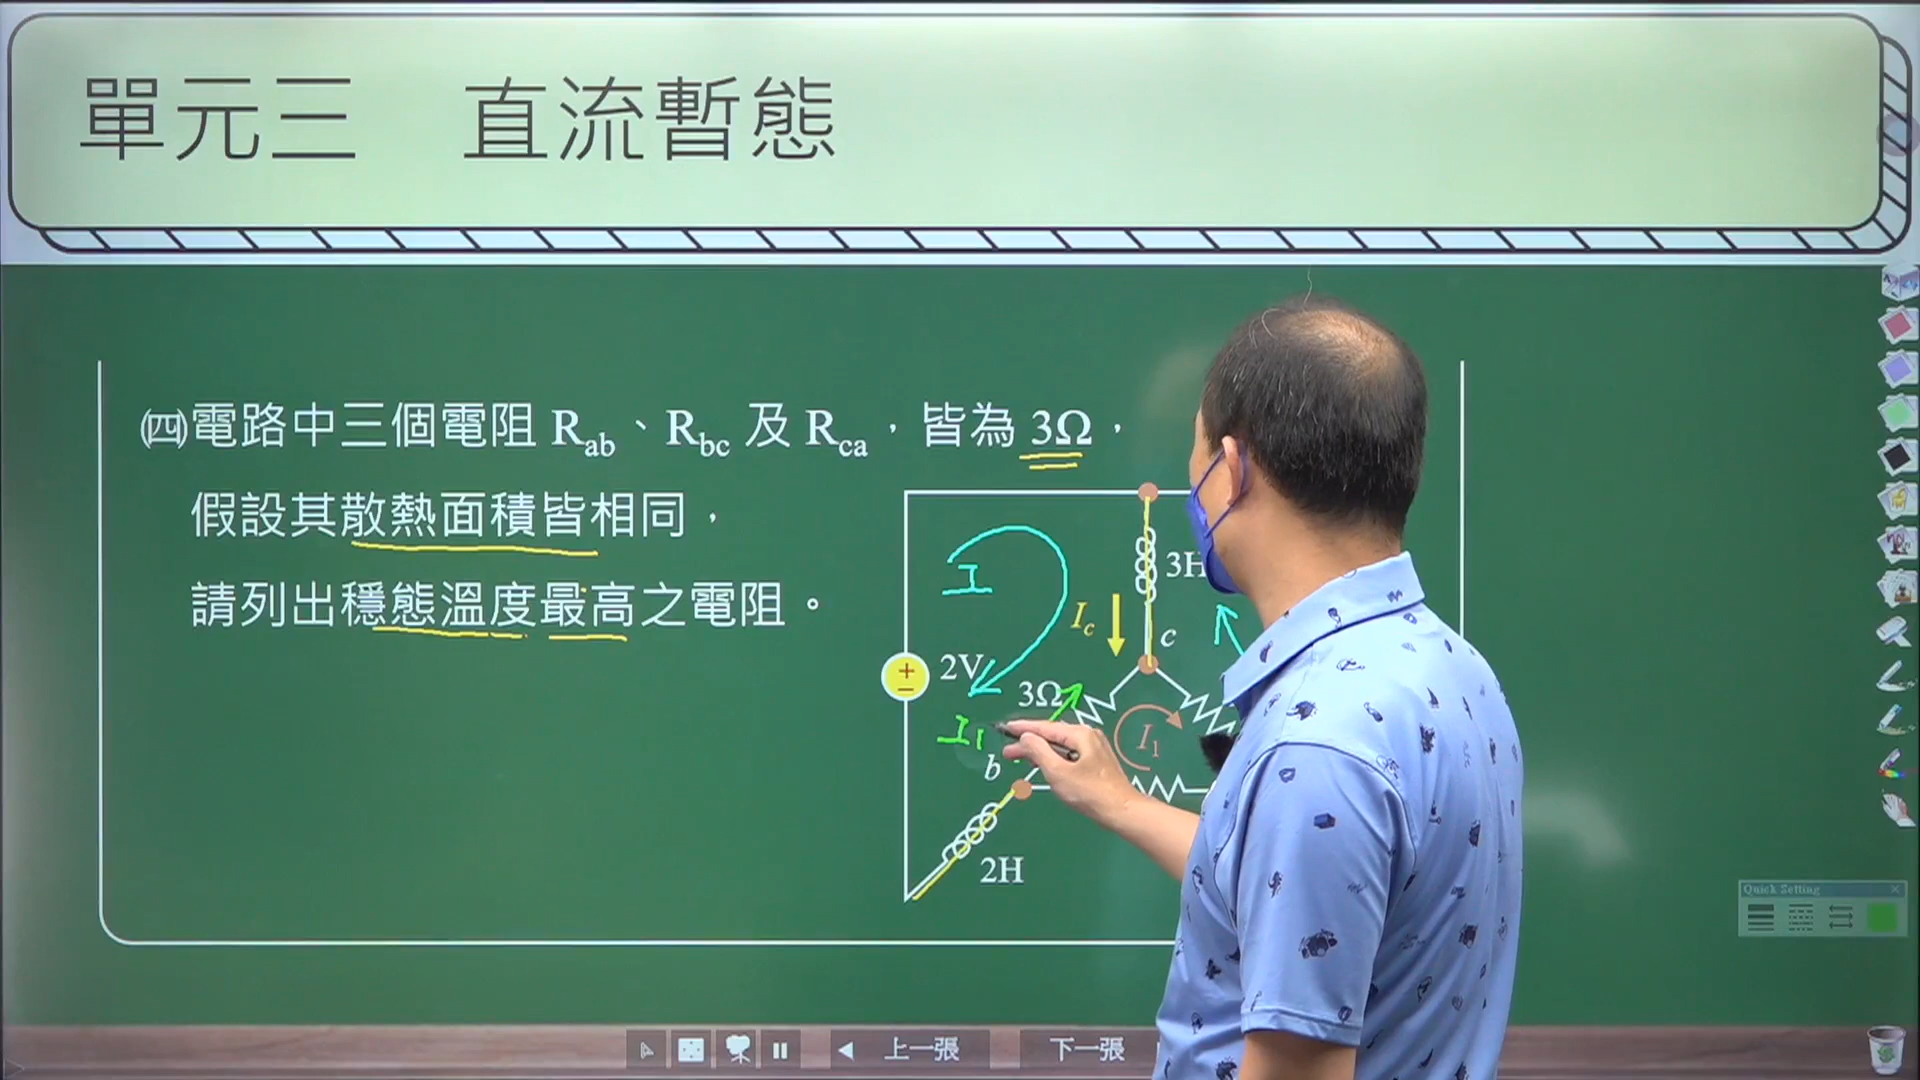 單元三 直流暫態
㈣電路中三個電阻 Rab、Rbc 及 Rca，皆為 3Ω，
假設其散熱面積皆相同，
請列出穩態溫度最高之電阻。
I
3H
Ic
c
+
−
2V
3Ω
I1
I1
b
2H
Quick Setting
上一張
下一張